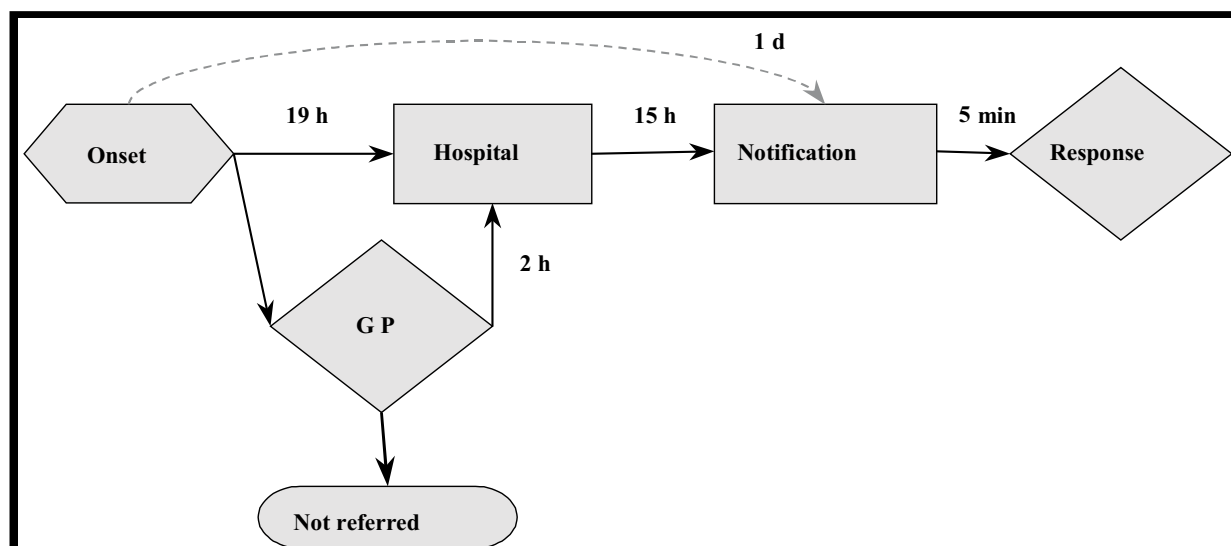 1 d
19 h
15 h
5 min
Onset
Hospital
Notification
Response
2 h
G P
Not referred